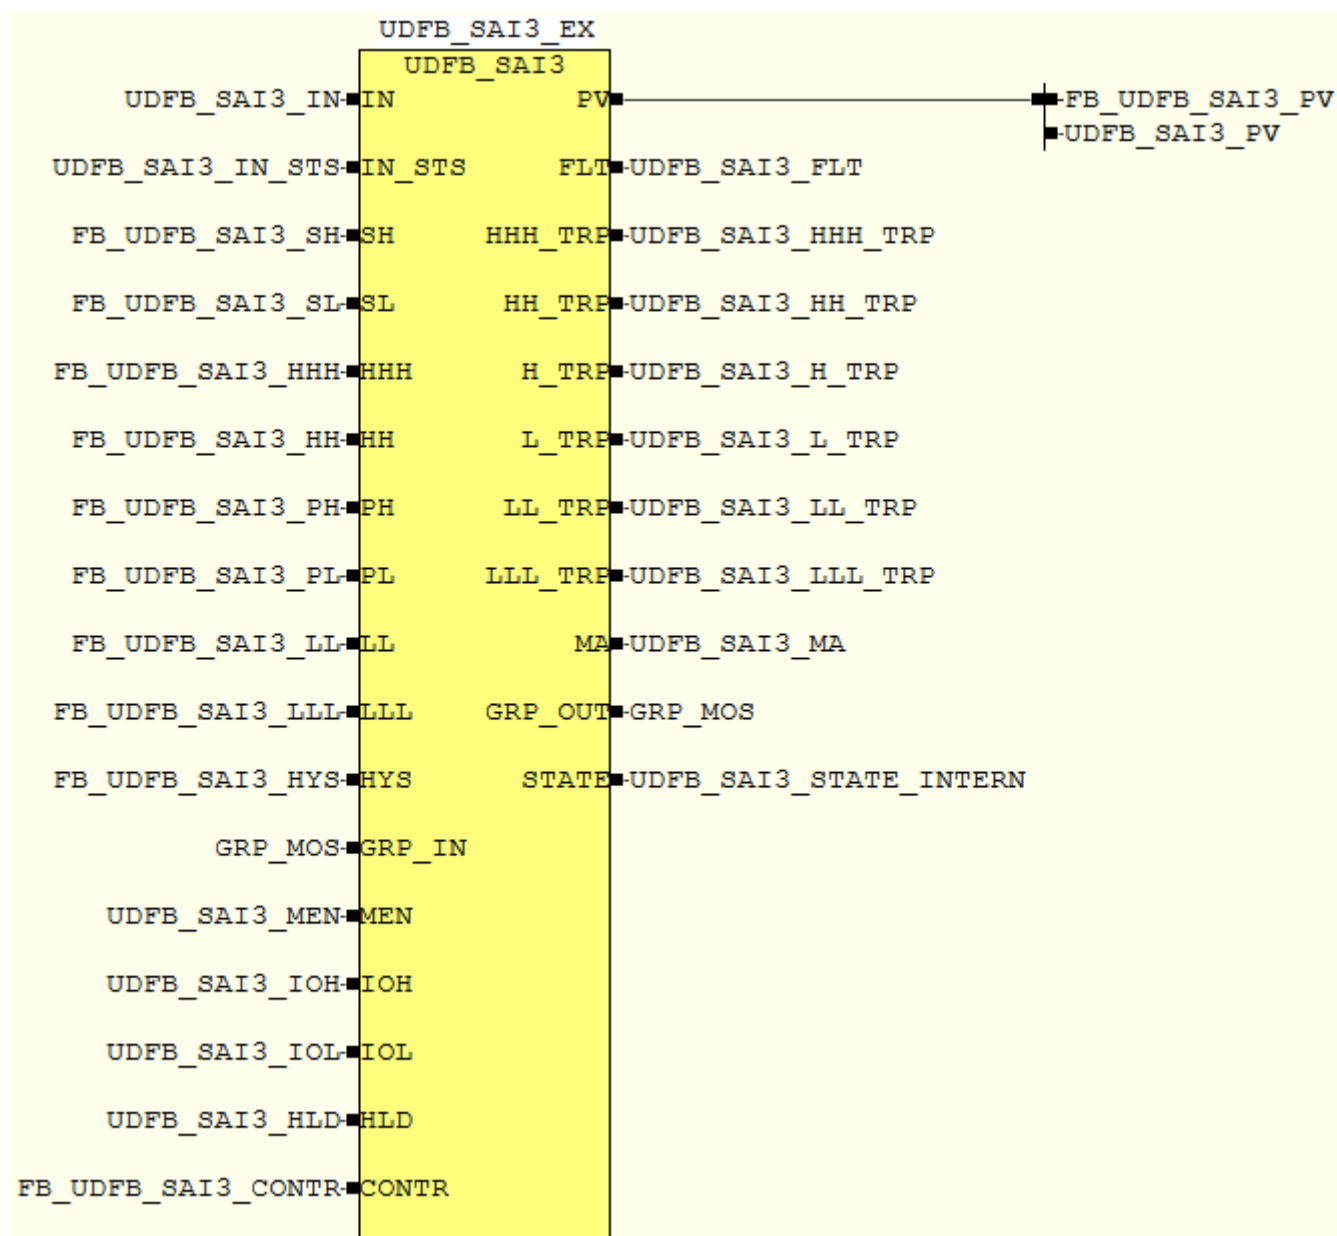 UDFB_SAI3_EX
UDFB_SAI3
UDFB_SAI3_IN IN PV FB_UDFB_SAI3_PV
UDFB_SAI3_PV
UDFB_SAI3_IN_STS IN_STS FLT UDFB_SAI3_FLT
FB_UDFB_SAI3_SH SH HHH_TRP UDFB_SAI3_HHH_TRP
FB_UDFB_SAI3_SL SL HH_TRP UDFB_SAI3_HH_TRP
FB_UDFB_SAI3_HHH HHH H_TRP UDFB_SAI3_H_TRP
FB_UDFB_SAI3_HH HH L_TRP UDFB_SAI3_L_TRP
FB_UDFB_SAI3_PH PH LL_TRP UDFB_SAI3_LL_TRP
FB_UDFB_SAI3_PL PL LLL_TRP UDFB_SAI3_LLL_TRP
FB_UDFB_SAI3_LL LL MA UDFB_SAI3_MA
FB_UDFB_SAI3_LLL LLL GRP_OUT GRP_MOS
FB_UDFB_SAI3_HYS HYS STATE UDFB_SAI3_STATE_INTERN
GRP_MOS GRP_IN
UDFB_SAI3_MEN MEN
UDFB_SAI3_IOH IOH
UDFB_SAI3_IOL IOL
UDFB_SAI3_HLD HLD
FB_UDFB_SAI3_CONTR CONTR